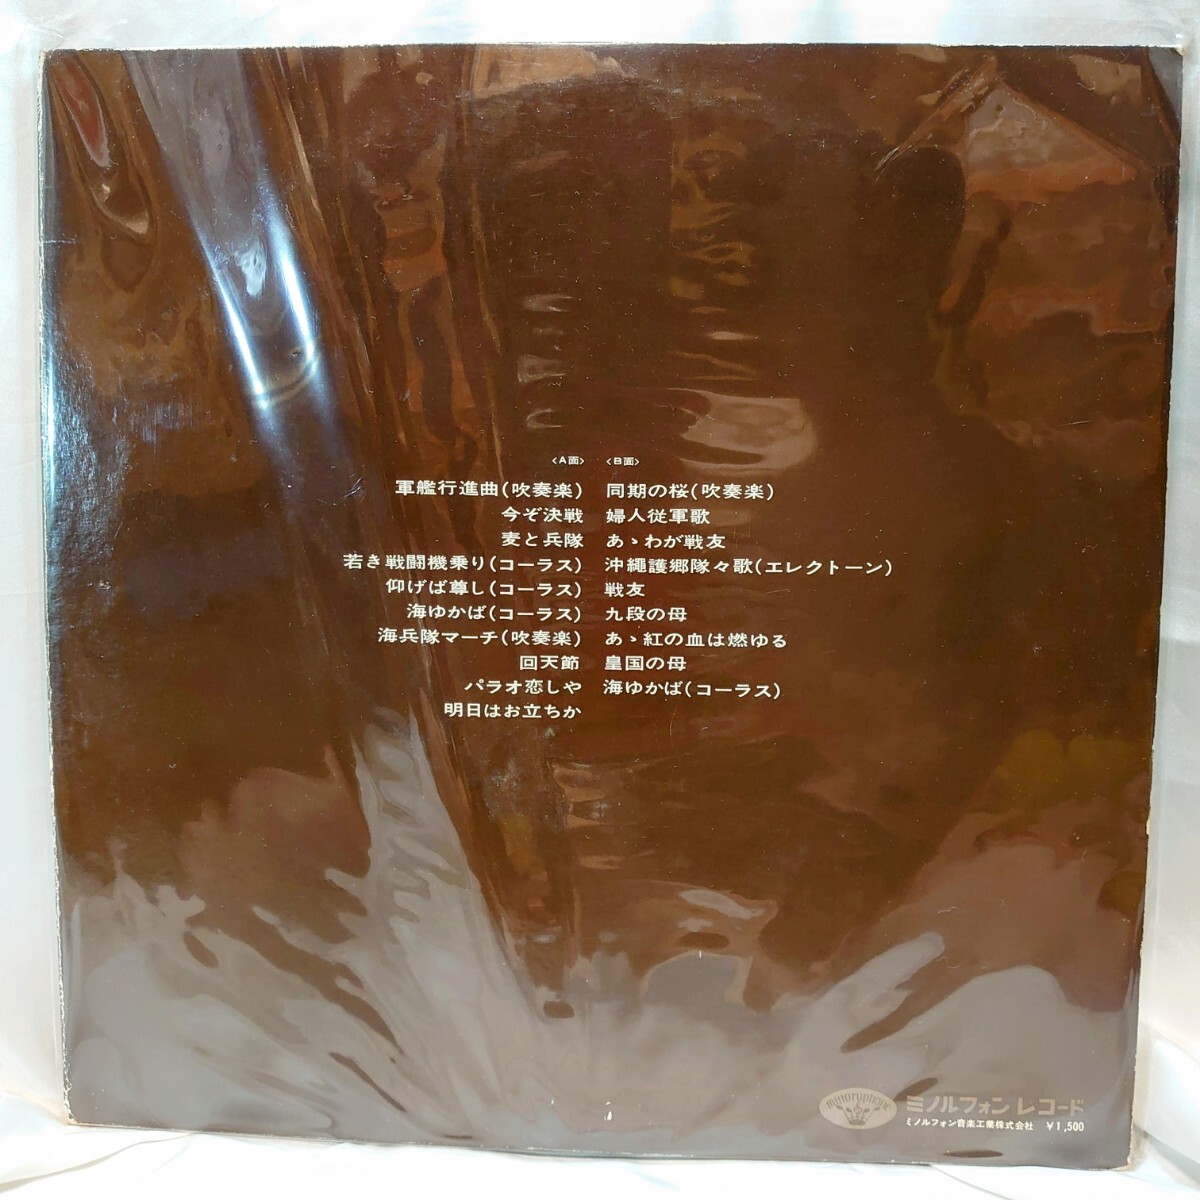 〈A面〉
軍艦行進曲(吹奏楽)
今ぞ決戦
麦と兵隊
若き戦闘機乗り(コーラス)
仰げば尊し(コーラス)
海ゆかば(コーラス)
海兵隊マーチ(吹奏楽)
回天節
パラオ恋しや
明日はお立ちか
〈B面〉
同期の桜(吹奏楽)
婦人従軍歌
あゝわが戦友
沖縄護郷隊々歌(エレクトーン)
戦友
九段の母
あゝ紅の血は燃ゆる
皇国の母
海ゆかば(コーラス)
minoruphone
ミノルフォン レコード
ミノルフォン音楽工業株式会社 ¥1,500